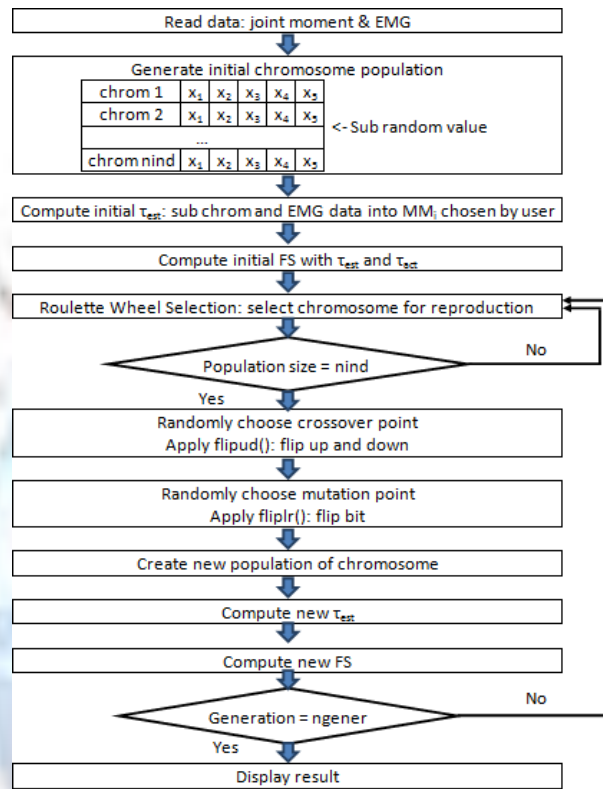 Read data: joint moment & EMG
Generate initial chromosome population
chrom 1 x₁ x₂ x₃ x₄ x₅
chrom 2 x₁ x₂ x₃ x₄ x₅
...
<- Sub random value
chrom nind x₁ x₂ x₃ x₄ x₅
Compute initial τest: sub chrom and EMG data into MMi chosen by user
Compute initial FS with τest and τact
Roulette Wheel Selection: select chromosome for reproduction
No
Population size = nind
Yes
Randomly choose crossover point
Apply flipud(): flip up and down
Randomly choose mutation point
Apply fliplr(): flip bit
Create new population of chromosome
Compute new τest
Compute new FS
No
Generation = ngener
Yes
Display result